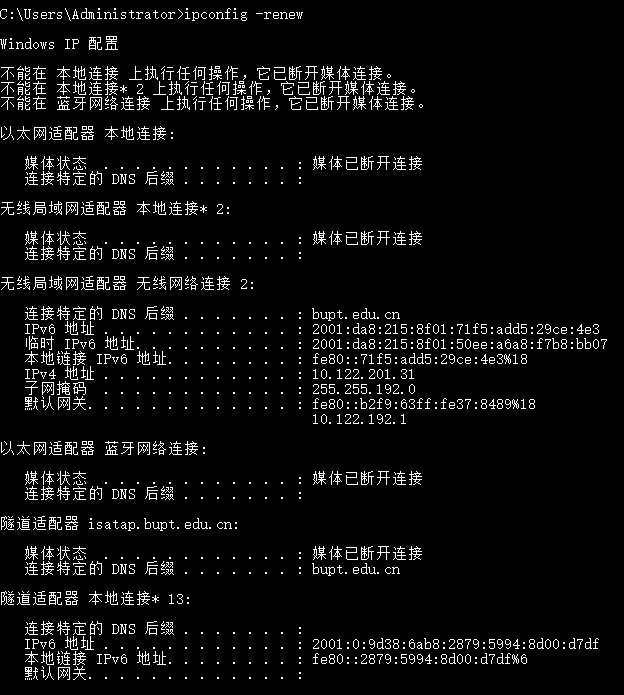 C:\Users\Administrator>ipconfig -renew
Windows IP 配置
不能在 本地连接 上执行任何操作，它已断开媒体连接。
不能在 本地连接* 2 上执行任何操作，它已断开媒体连接。
不能在 蓝牙网络连接 上执行任何操作，它已断开媒体连接。
以太网适配器 本地连接:
媒体状态 . . . . . . . . . . . . : 媒体已断开连接
连接特定的 DNS 后缀 . . . . . . . :
无线局域网适配器 本地连接* 2:
媒体状态 . . . . . . . . . . . . : 媒体已断开连接
连接特定的 DNS 后缀 . . . . . . . :
无线局域网适配器 无线网络连接 2:
连接特定的 DNS 后缀 . . . . . . . : bupt.edu.cn
IPv6 地址 . . . . . . . . . . . . : 2001:da8:215:8f01:71f5:add5:29ce:4e3
临时 IPv6 地址. . . . . . . . . . : 2001:da8:215:8f01:50ee:a6a8:f7b8:bb07
本地链接 IPv6 地址. . . . . . . . : fe80::71f5:add5:29ce:4e3%18
IPv4 地址 . . . . . . . . . . . . : 10.122.201.31
子网掩码 . . . . . . . . . . . . : 255.255.192.0
默认网关. . . . . . . . . . . . . : fe80::b2f9:63ff:fe37:8489%18
10.122.192.1
以太网适配器 蓝牙网络连接:
媒体状态 . . . . . . . . . . . . : 媒体已断开连接
连接特定的 DNS 后缀 . . . . . . . :
隧道适配器 isatap.bupt.edu.cn:
媒体状态 . . . . . . . . . . . . : 媒体已断开连接
连接特定的 DNS 后缀 . . . . . . . : bupt.edu.cn
隧道适配器 本地连接* 13:
连接特定的 DNS 后缀 . . . . . . . :
IPv6 地址 . . . . . . . . . . . . : 2001:0:9d38:6ab8:2879:5994:8d00:d7df
本地链接 IPv6 地址. . . . . . . . : fe80::2879:5994:8d00:d7df%6
默认网关. . . . . . . . . . . . . :